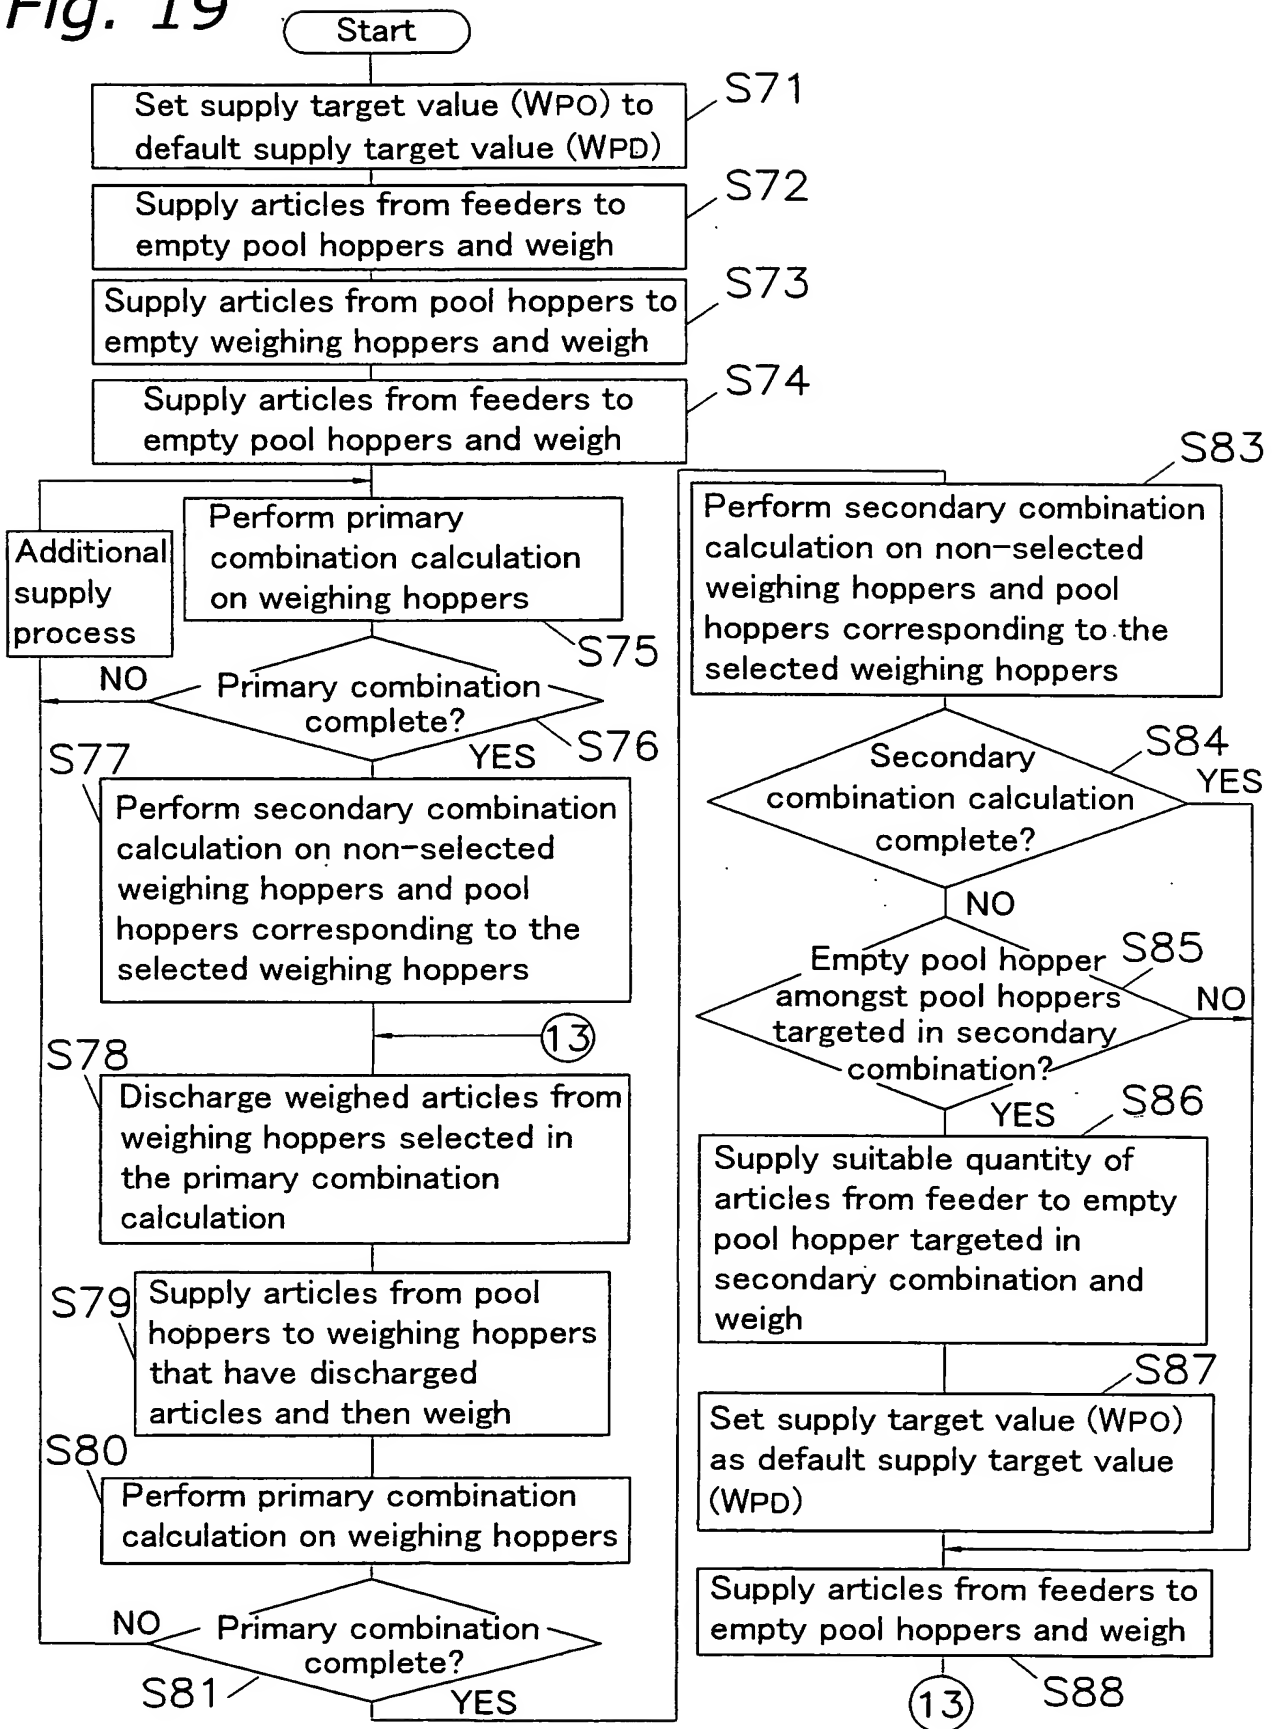 Fig. 19
Start
Set supply target value (WPO) to
default supply target value (WPD)
S71
Supply articles from feeders to
empty pool hoppers and weigh
S72
Supply articles from pool hoppers to
empty weighing hoppers and weigh
S73
Supply articles from feeders to
empty pool hoppers and weigh
S74
Additional
supply
process
Perform primary
combination calculation
on weighing hoppers
S75
NO
Primary combination
complete?
S76
YES
S77
Perform secondary combination
calculation on non-selected
weighing hoppers and pool
hoppers corresponding to the
selected weighing hoppers
13
S78
Discharge weighed articles from
weighing hoppers selected in
the primary combination
calculation
S79
Supply articles from pool
hoppers to weighing hoppers
that have discharged
articles and then weigh
S80
Perform primary combination
calculation on weighing hoppers
NO
Primary combination
complete?
S81
YES
S83
Perform secondary combination
calculation on non-selected
weighing hoppers and pool
hoppers corresponding to the
selected weighing hoppers
S84
Secondary
combination calculation
complete?
YES
NO
S85
Empty pool hopper
amongst pool hoppers
targeted in secondary
combination?
NO
YES
S86
Supply suitable quantity of
articles from feeder to empty
pool hopper targeted in
secondary combination and
weigh
S87
Set supply target value (WPO)
as default supply target value
(WPD)
Supply articles from feeders to
empty pool hoppers and weigh
S88
13